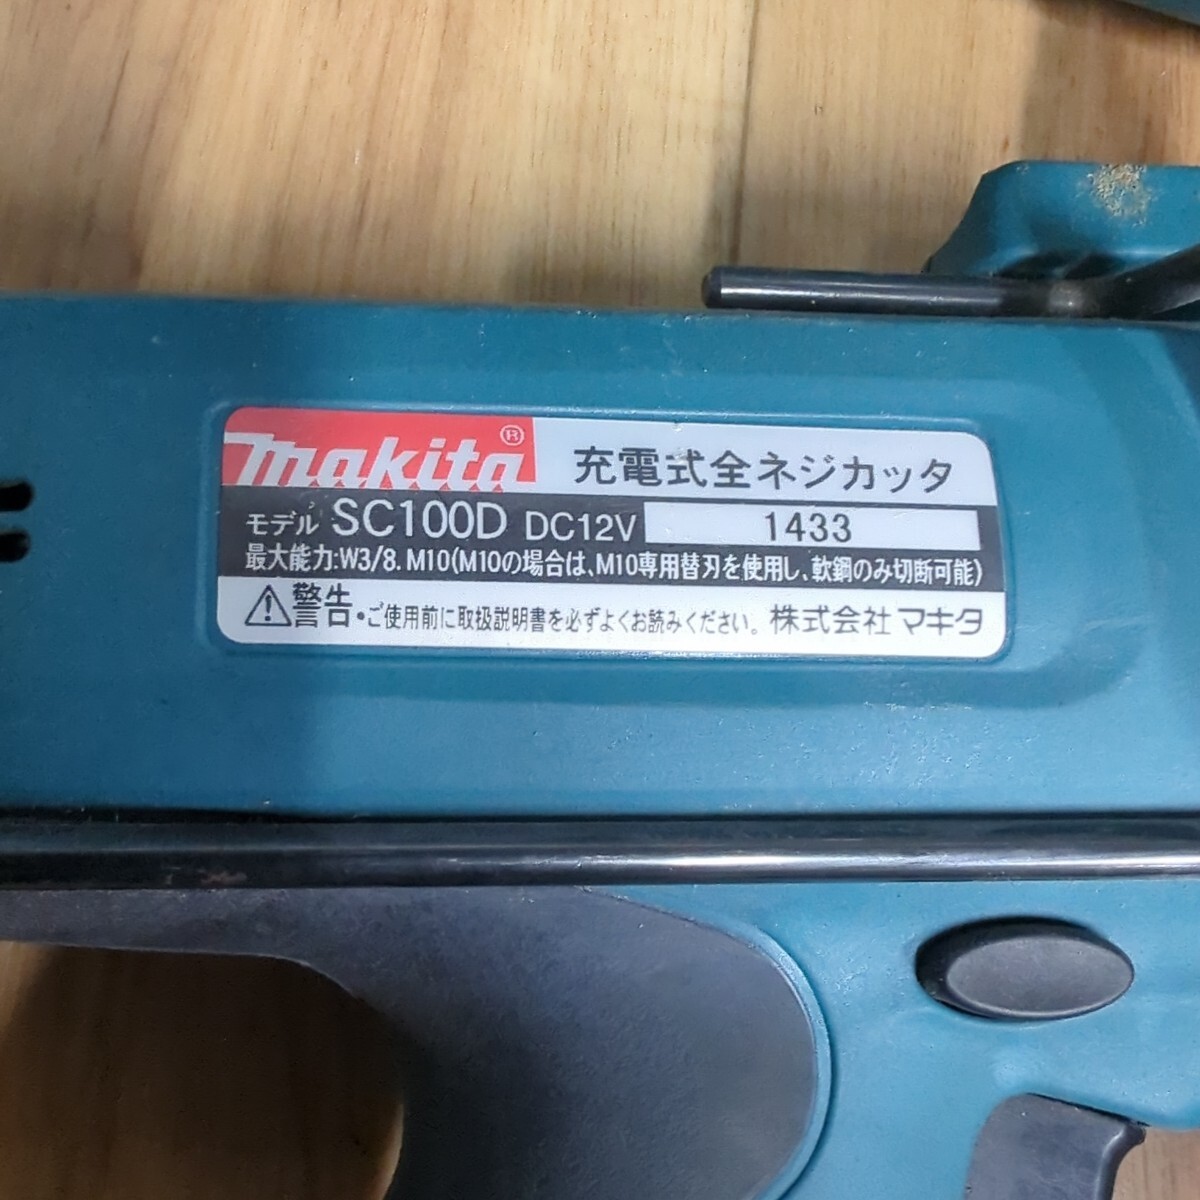 makita® 充電式全ネジカッタ
モデル SC100D DC12V 1433
最大能力:W3/8. M10(M10の場合は、M10専用替刃を使用し、軟鋼のみ切断可能)
⚠警告・ご使用前に取扱説明書を必ずよくお読みください。 株式会社 マキタ